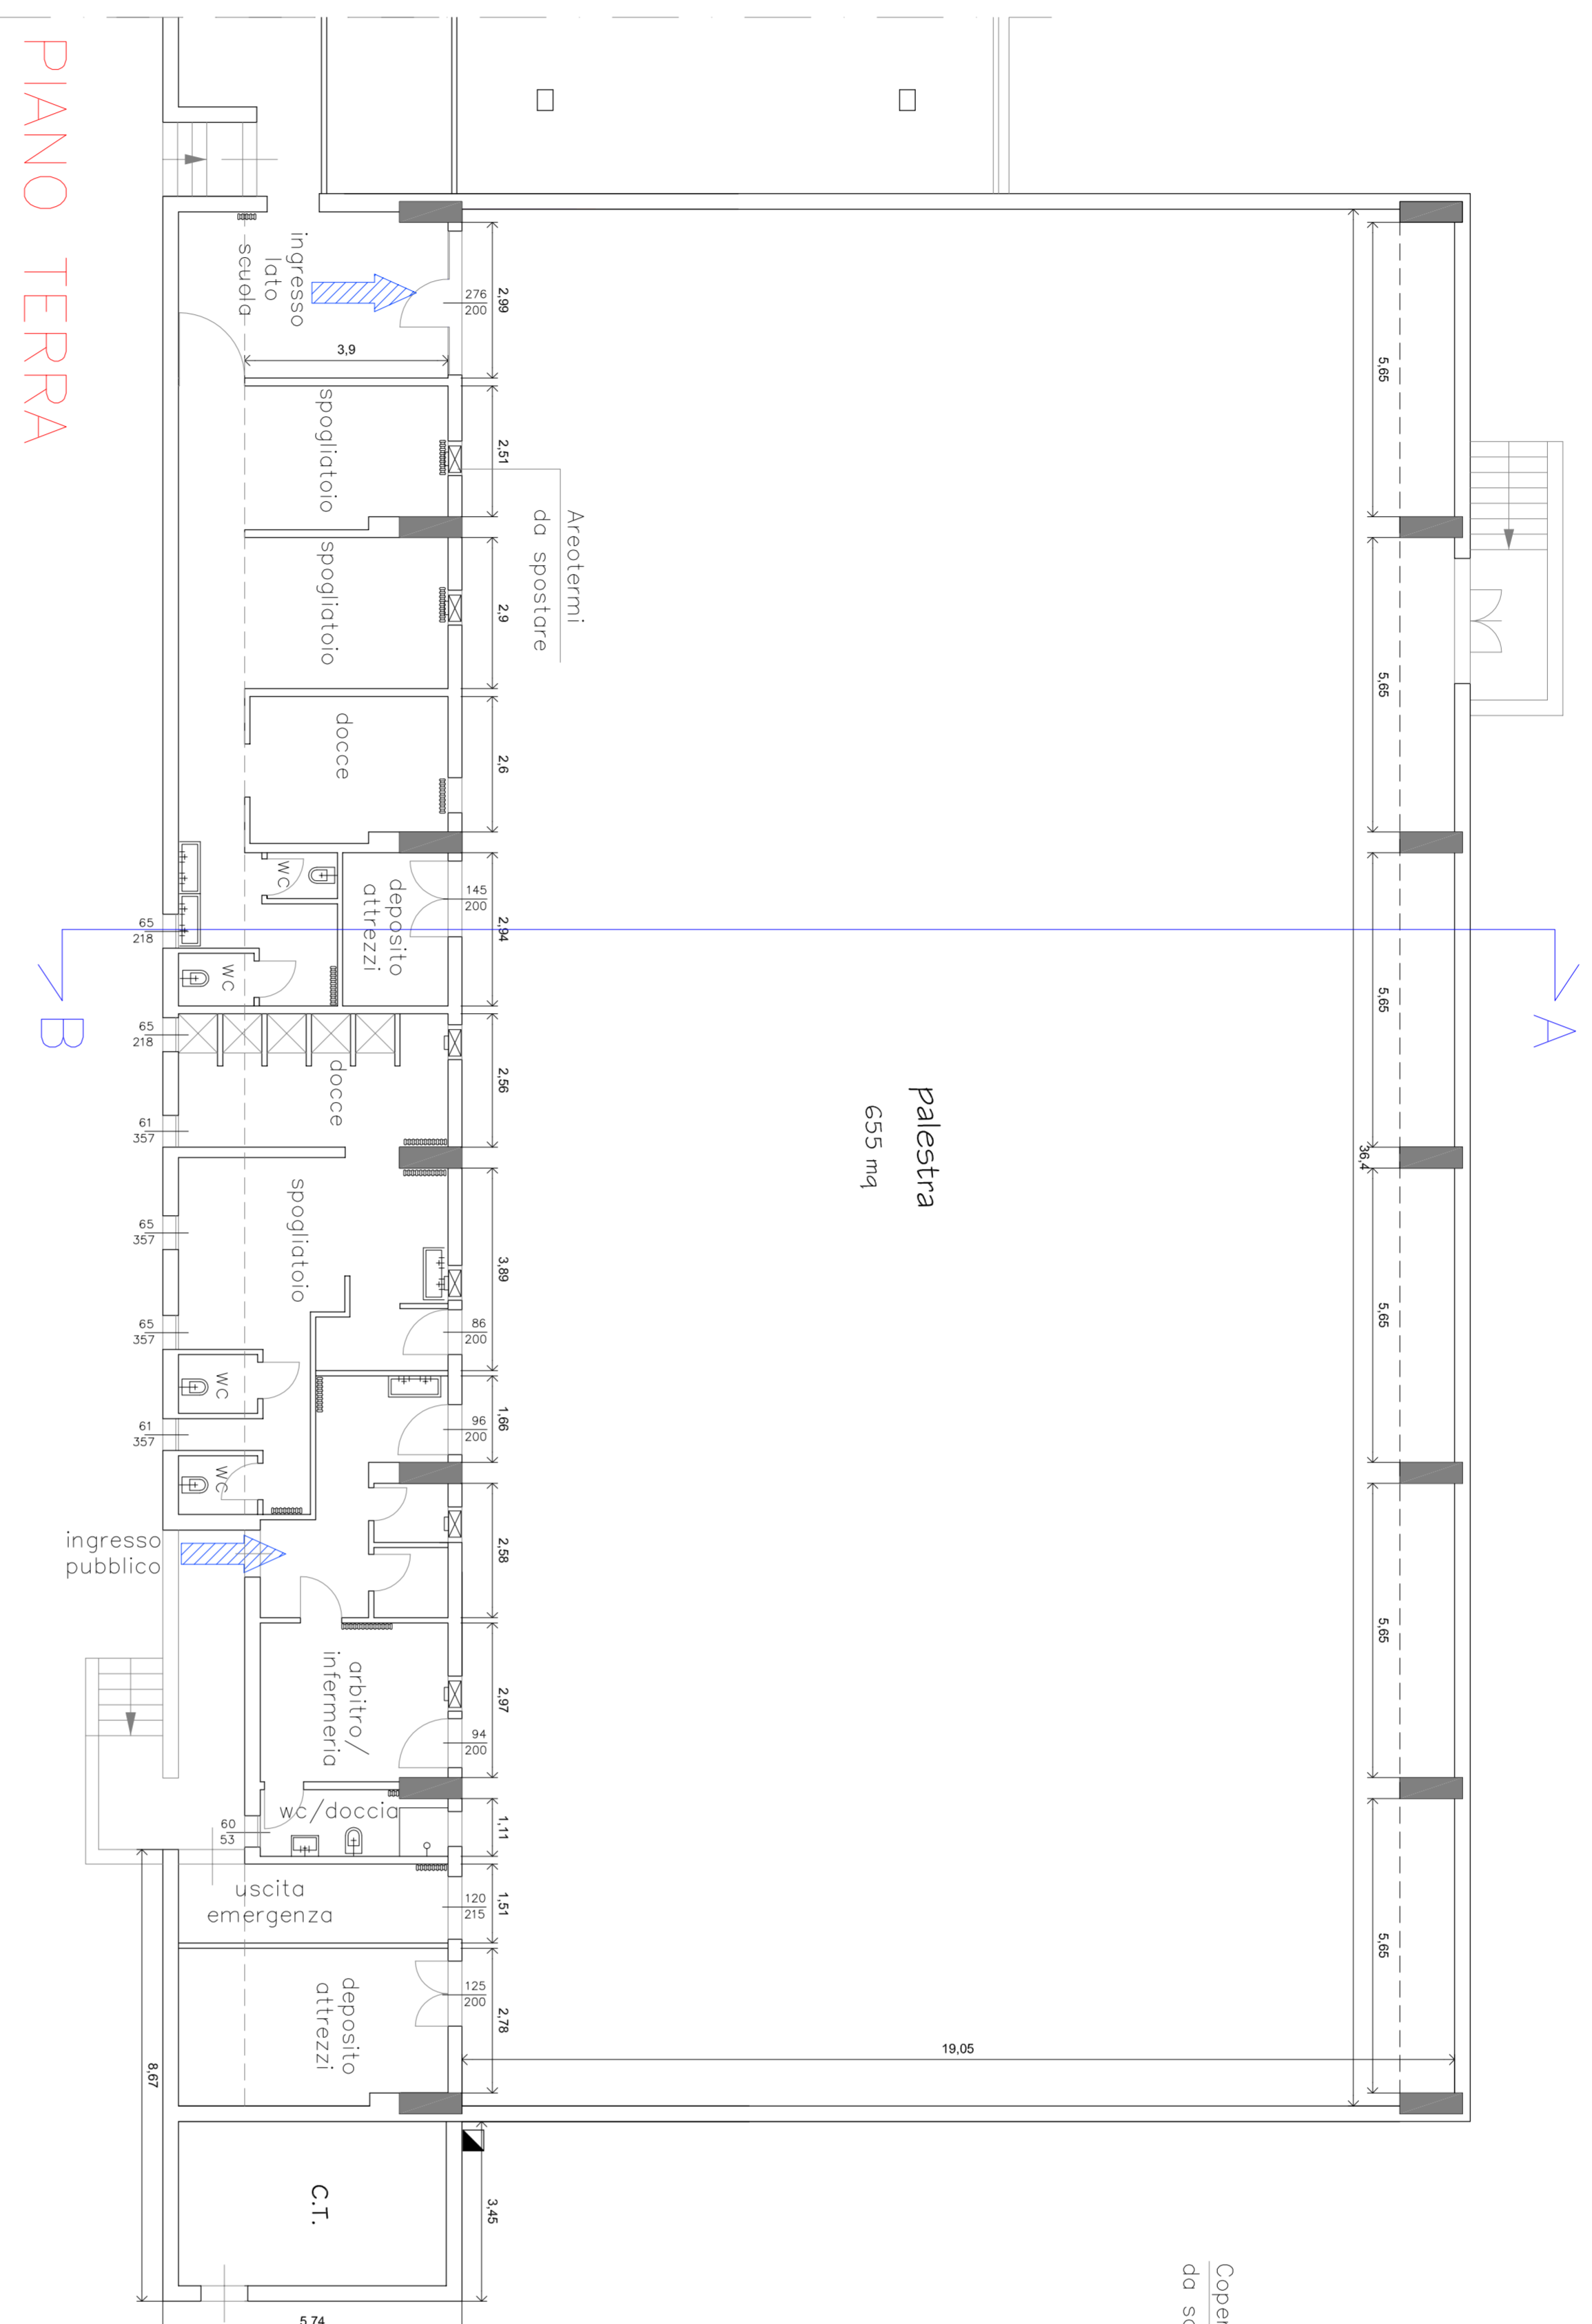 PIANO TERRA
ingresso
lato
scuola
276
200
2,99
3,9
5,65
spogliatoio
2,51
Areotermi
da spostare
spogliatoio
2,9
5,65
docce
2,6
WC
deposito
attrezzi
145
200
2,94
65
218
WC
5,65
A
B
65
218
docce
2,56
61
357
palestra
655 mq
36,4
65
357
spogliatoio
3,89
5,65
65
357
86
200
WC
61
357
96
200
1,66
WC
ingresso
pubblico
2,58
5,65
arbitro/
infermeria
2,97
94
200
wc/doccia
60
53
1,11
uscita
emergenza
120
215
1,51
5,65
deposito
attrezzi
125
200
2,78
19,05
8,67
C.T.
3,45
5,74
da